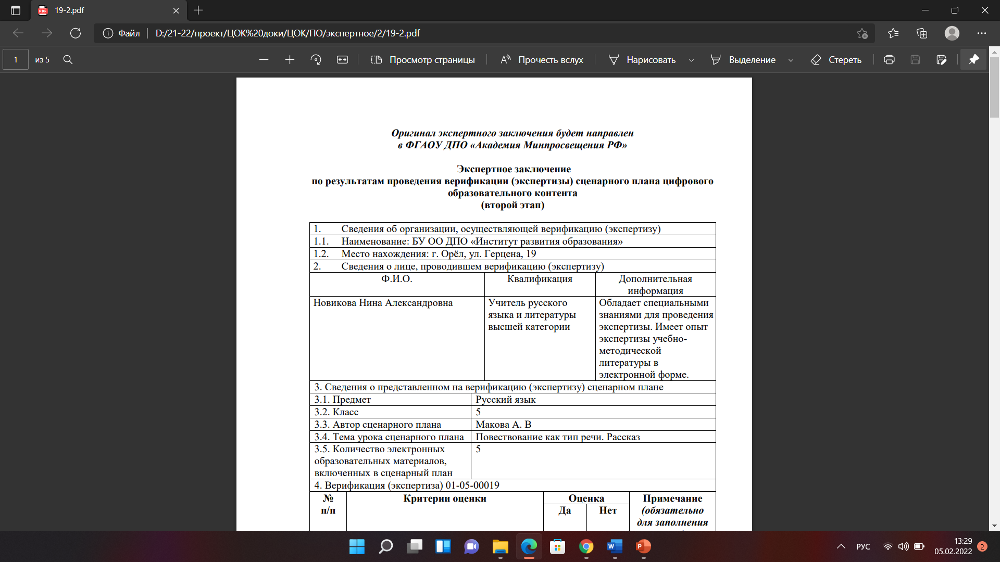 19-2.pdf
Файл
D:/21-22/проект/ЦОК%20доки/ЦОК/ПО/экспертное/2/19-2.pdf
1 из 5
Просмотр страницы
Прочесть вслух
Нарисовать
Выделение
Стереть
Оригинал экспертного заключения будет направлен
в ФГАОУ ДПО «Академия Минпросвещения РФ»
Экспертное заключение
по результатам проведения верификации (экспертизы) сценарного плана цифрового
образовательного контента
(второй этап)
1. Сведения об организации, осуществляющей верификацию (экспертизу)
1.1. Наименование: БУ ОО ДПО «Институт развития образования»
1.2. Место нахождения: г. Орёл, ул. Герцена, 19
2. Сведения о лице, проводившем верификацию (экспертизу)
Ф.И.О.
Квалификация
Дополнительная
информация
Новикова Нина Александровна
Учитель русского
языка и литературы
высшей категории
Обладает специальными
знаниями для проведения
экспертизы. Имеет опыт
экспертизы учебно-
методической
литературы в
электронной форме.
3. Сведения о представленном на верификацию (экспертизу) сценарном плане
3.1. Предмет
Русский язык
3.2. Класс
5
3.3. Автор сценарного плана
Макова А. В
3.4. Тема урока сценарного плана
Повествование как тип речи. Рассказ
3.5. Количество электронных
образовательных материалов,
включенных в сценарный план
5
4. Верификация (экспертиза) 01-05-00019
№
п/п
Критерии оценки
Оценка
Да
Нет
Примечание
(обязательно
для заполнения
РУС
13:29
05.02.2022
2